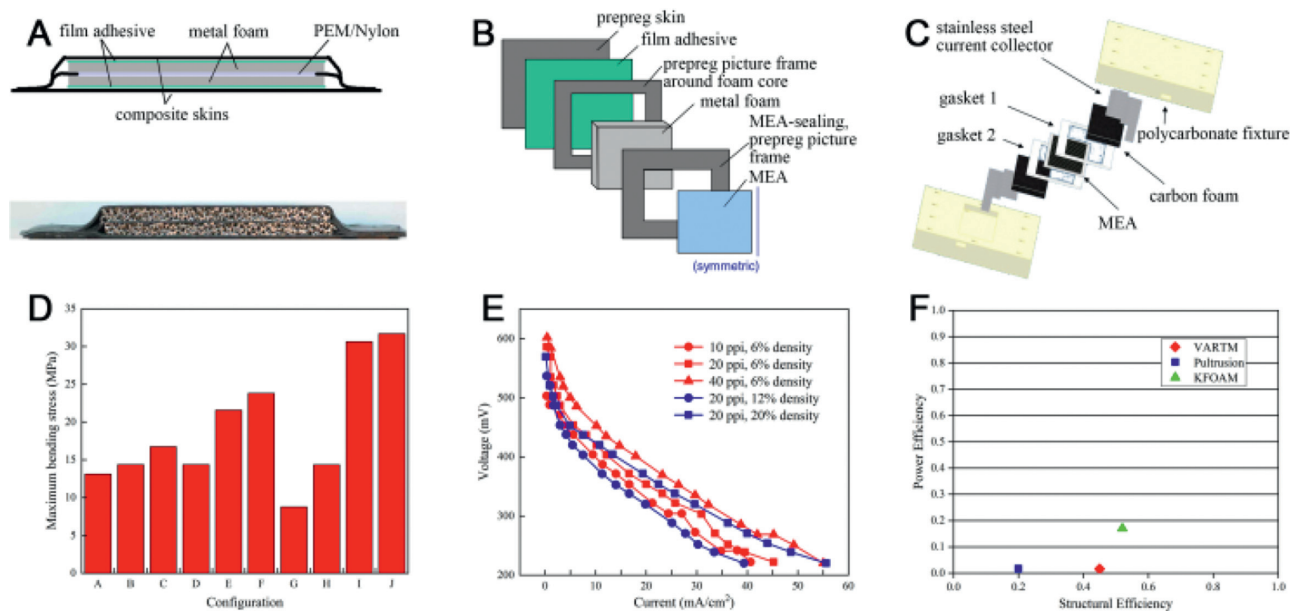 A
film adhesive
metal foam
PEM/Nylon
composite skins
B
prepreg skin
film adhesive
prepreg picture frame
around foam core
metal foam
MEA-sealing,
prepreg picture
frame
MEA
(symmetric)
C
stainless steel
current collector
gasket 1
gasket 2
polycarbonate fixture
carbon foam
MEA
D
Maximum bending stress (MPa)
35
30
25
20
15
10
5
0
A B C D E F G H I J
Configuration
E
Voltage (mV)
600
500
400
300
200
10 ppi, 6% density
20 ppi, 6% density
40 ppi, 6% density
20 ppi, 12% density
20 ppi, 20% density
0 10 20 30 40 50 60
Current (mA/cm²)
F
Power Efficiency
1.0
0.9
0.8
0.7
0.6
0.5
0.4
0.3
0.2
0.1
0.0
VARTM
Pultrusion
KFOAM
0.0 0.2 0.4 0.6 0.8 1.0
Structural Efficiency